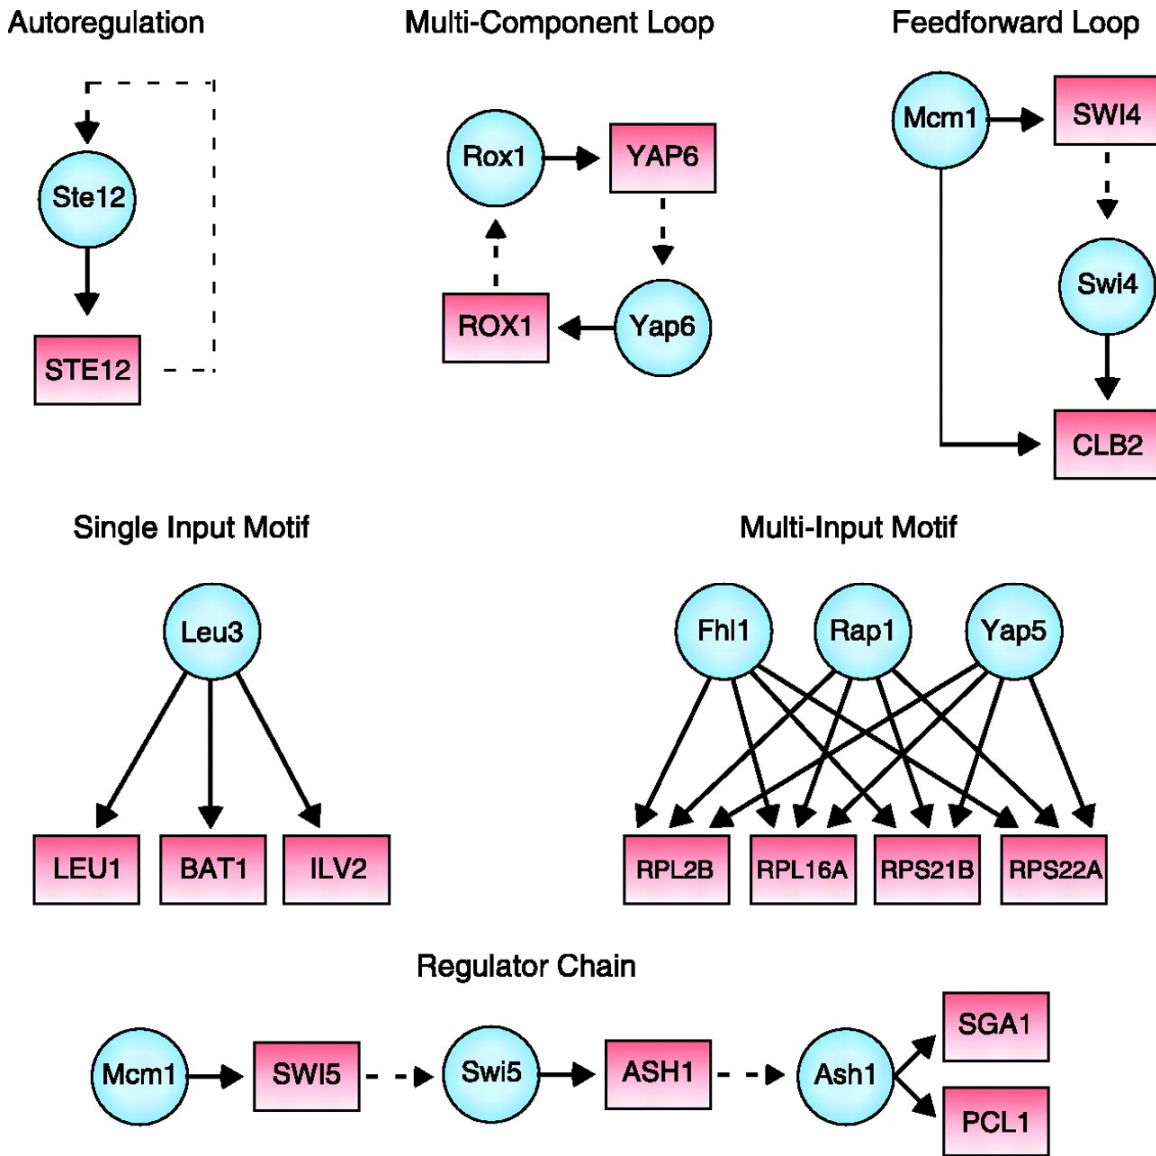 Autoregulation
Multi-Component Loop
Feedforward Loop
Ste12
STE12
Rox1
YAP6
ROX1
Yap6
Mcm1
SWI4
Swi4
CLB2
Single Input Motif
Multi-Input Motif
Leu3
LEU1
BAT1
ILV2
Fhl1
Rap1
Yap5
RPL2B
RPL16A
RPS21B
RPS22A
Regulator Chain
Mcm1
SWI5
Swi5
ASH1
Ash1
SGA1
PCL1